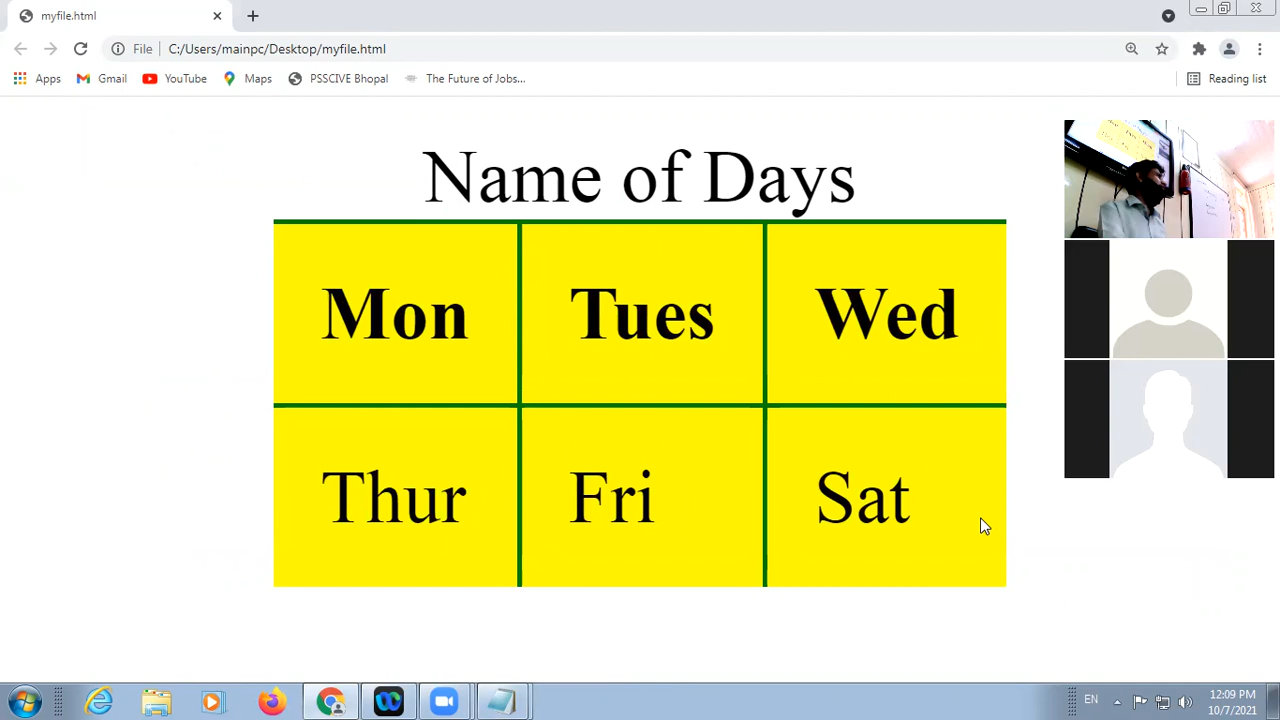 myfile.html
File C:/Users/mainpc/Desktop/myfile.html
Apps Gmail YouTube Maps PSSCIVE Bhopal The Future of Jobs... Reading list
Name of Days
Mon Tues Wed
Thur Fri Sat
EN 12:09 PM
10/7/2021